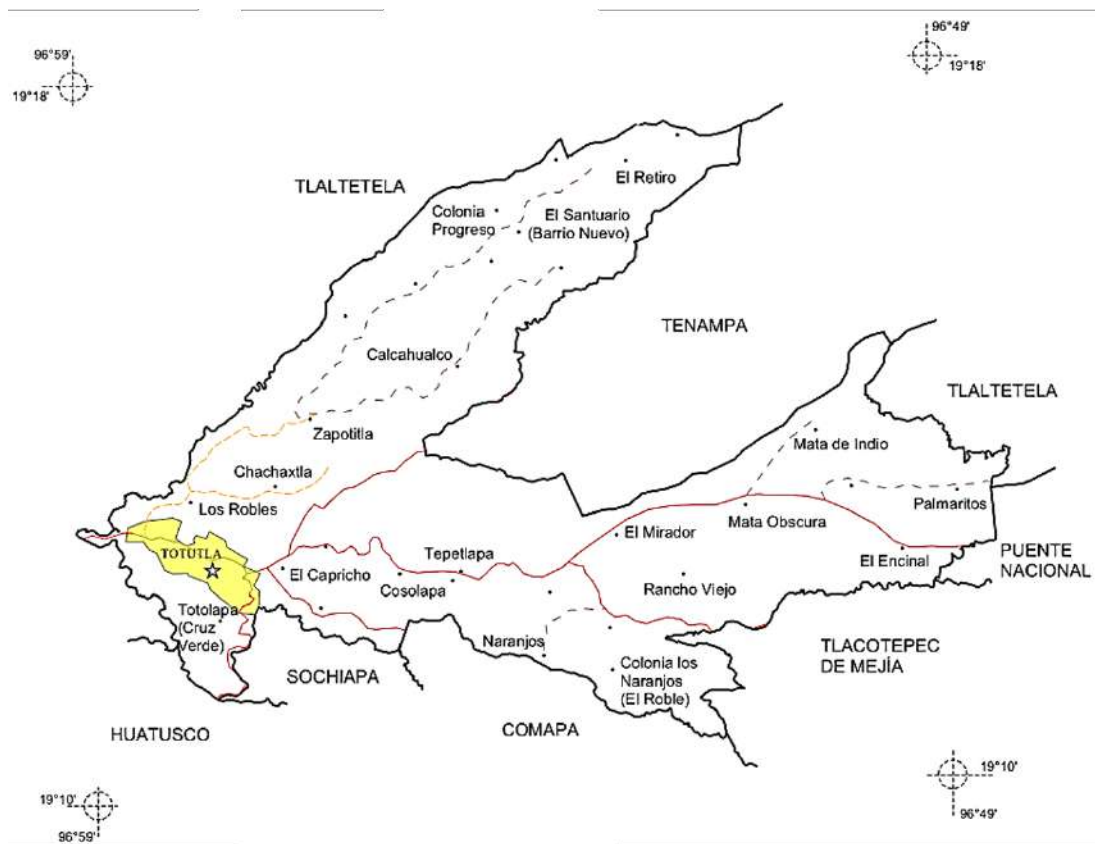 96°49'
96°59'
19°18'
19°18'
El Retiro
TLALTETELA
Colonia
Progreso
El Santuario
(Barrio Nuevo)
TENAMPA
Calcahualco
TLALTETELA
Zapotitla
Mata de Indio
Chachaxtla
Los Robles
Palmaritos
Mata Obscura
El Mirador
TOTUTLA
Tepetlapa
El Encinal
PUENTE
NACIONAL
El Capricho
Cosolapa
Rancho Viejo
Totolapa
(Cruz
Verde)
Naranjos
TLACOTEPEC
DE MEJÍA
SOCHIAPA
Colonia los
Naranjos
(El Roble)
HUATUSCO
COMAPA
19°10'
96°49'
19°10'
96°59'